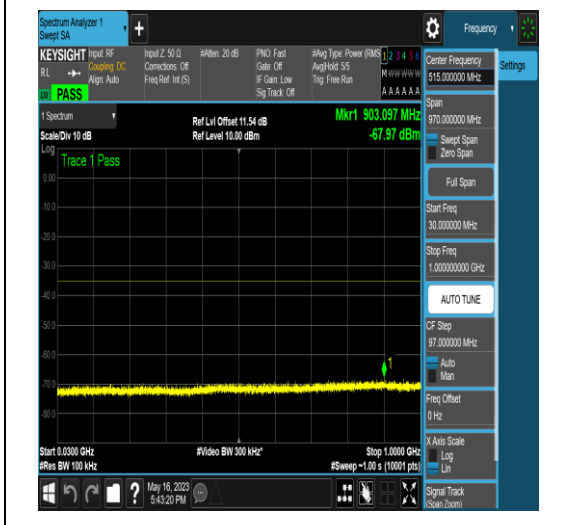 Spectrum Analyzer 1
Swept SA
+
Frequency
KEYSIGHT
RL
PASS
Input: RF
Coupling: DC
Align: Auto
Input Z: 50 Ω
Corrections: Off
Freq Ref: Int (S)
#Atten: 20 dB
PNO: Fast
Gate: Off
IF Gain: Low
Sig Track: Off
#Avg Type: Power (RMS
Avg|Hold: 5/5
Trig: Free Run
1 2 3 4 5 6
M W W W W W
A A A A A A
Settings
1 Spectrum
Scale/Div 10 dB
Ref Lvl Offset 11.54 dB
Ref Level 10.00 dBm
Mkr1 903.097 MHz
-67.97 dBm
Log
Trace 1 Pass
0.00
-10.0
-20.0
-30.0
-40.0
-50.0
-60.0
-70.0
-80.0
1
Start 0.0300 GHz
#Res BW 100 kHz
#Video BW 300 kHz*
Stop 1.0000 GHz
#Sweep ~1.00 s (10001 pts)
Center Frequency
515.000000 MHz
Span
970.000000 MHz
Swept Span
Zero Span
Full Span
Start Freq
30.000000 MHz
Stop Freq
1.000000000 GHz
AUTO TUNE
CF Step
97.000000 MHz
Auto
Man
Freq Offset
0 Hz
X Axis Scale
Log
Lin
Signal Track
(Span Zoom)
?
May 16, 2023
5:43:20 PM